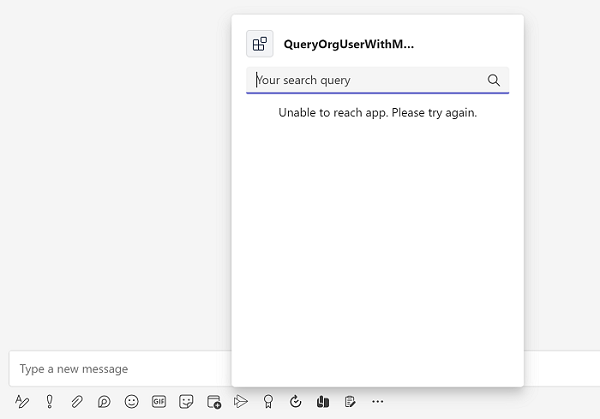 QueryOrgUserWithM...
Your search query
Unable to reach app. Please try again.
Type a new message
GIF